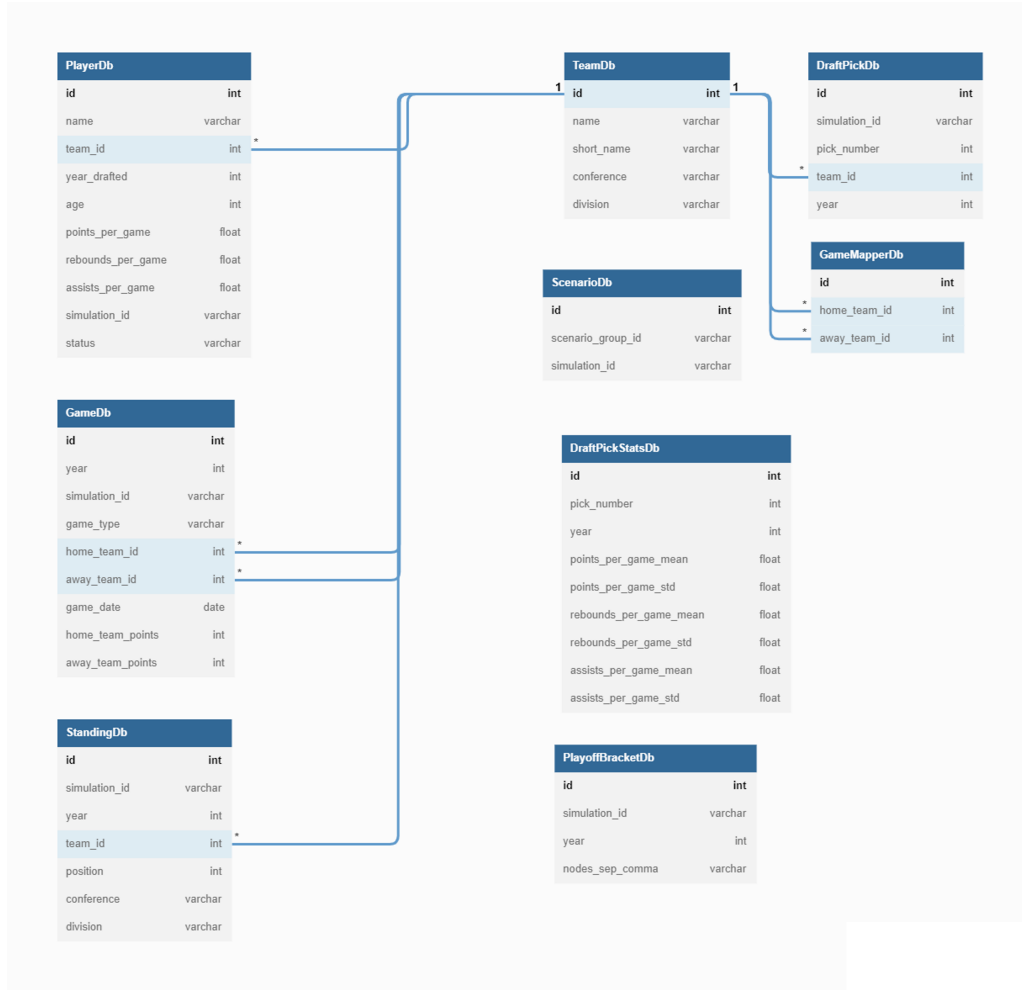 PlayerDb
id int
name varchar
team_id int
*
year_drafted int
age int
points_per_game float
rebounds_per_game float
assists_per_game float
simulation_id varchar
status varchar
GameDb
id int
year int
simulation_id varchar
game_type varchar
home_team_id int
*
away_team_id int
*
game_date date
home_team_points int
away_team_points int
StandingDb
id int
simulation_id varchar
year int
team_id int
*
position int
conference varchar
division varchar
TeamDb
1
id int
1
name varchar
short_name varchar
conference varchar
division varchar
ScenarioDb
id int
scenario_group_id varchar
simulation_id varchar
DraftPickStatsDb
id int
pick_number int
year int
points_per_game_mean float
points_per_game_std float
rebounds_per_game_mean float
rebounds_per_game_std float
assists_per_game_mean float
assists_per_game_std float
PlayoffBracketDb
id int
simulation_id varchar
year int
nodes_sep_comma varchar
DraftPickDb
id int
simulation_id varchar
pick_number int
*
team_id int
year int
GameMapperDb
id int
*
home_team_id int
*
away_team_id int